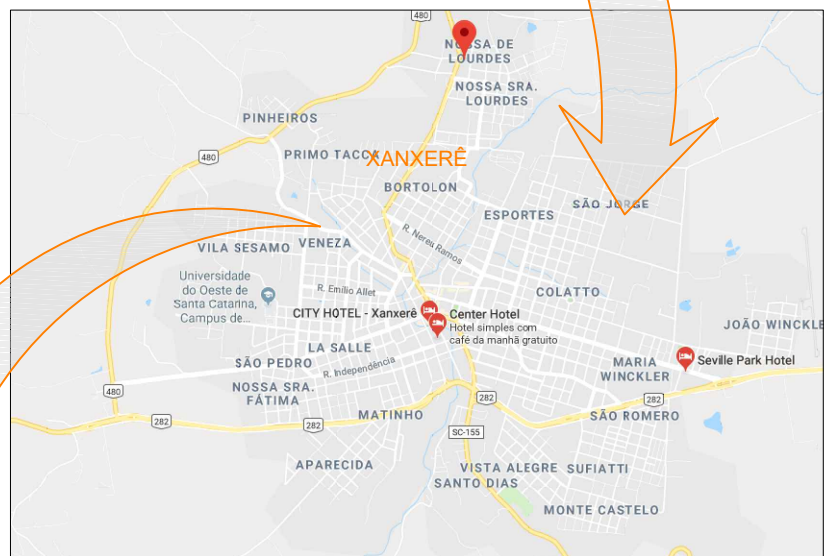 480
NOSSA DE
LOURDES
NOSSA SRA.
LOURDES
PINHEIROS
480
PRIMO TACCA
XANXERÊ
BORTOLON
SÃO JORGE
ESPORTES
R. Nereu Ramos
VILA SESAMO
VENEZA
Universidade
do Oeste de
Santa Catarina,
Campus de...
R. Emílio Allet
COLATTO
CITY HOTEL - Xanxerê
Center Hotel
Hotel simples com
café da manhã gratuito
JOÃO WINCKLE
LA SALLE
SÃO PEDRO
R. Independência
MARIA
WINCKLER
Seville Park Hotel
480
NOSSA SRA.
FÁTIMA
282
282
MATINHO
SÃO ROMERO
282
282
SC-155
APARECIDA
VISTA ALEGRE
SUFIATTI
SANTO DIAS
MONTE CASTELO